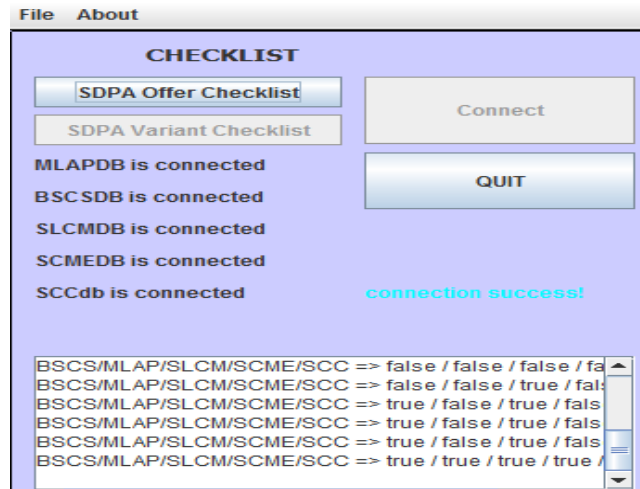 File About
CHECKLIST
SDPA Offer Checklist
Connect
SDPA Variant Checklist
MLAPDB is connected
QUIT
BSCSDB is connected
SLCMDB is connected
SCMEDB is connected
SCCdb is connected
connection success!
BSCS/MLAP/SLCM/SCME/SCC => false / false / false / fa
BSCS/MLAP/SLCM/SCME/SCC => false / false / true / fals
BSCS/MLAP/SLCM/SCME/SCC => true / false / true / fals
BSCS/MLAP/SLCM/SCME/SCC => true / false / true / fals
BSCS/MLAP/SLCM/SCME/SCC => true / false / true / fals
BSCS/MLAP/SLCM/SCME/SCC => true / true / true / true /